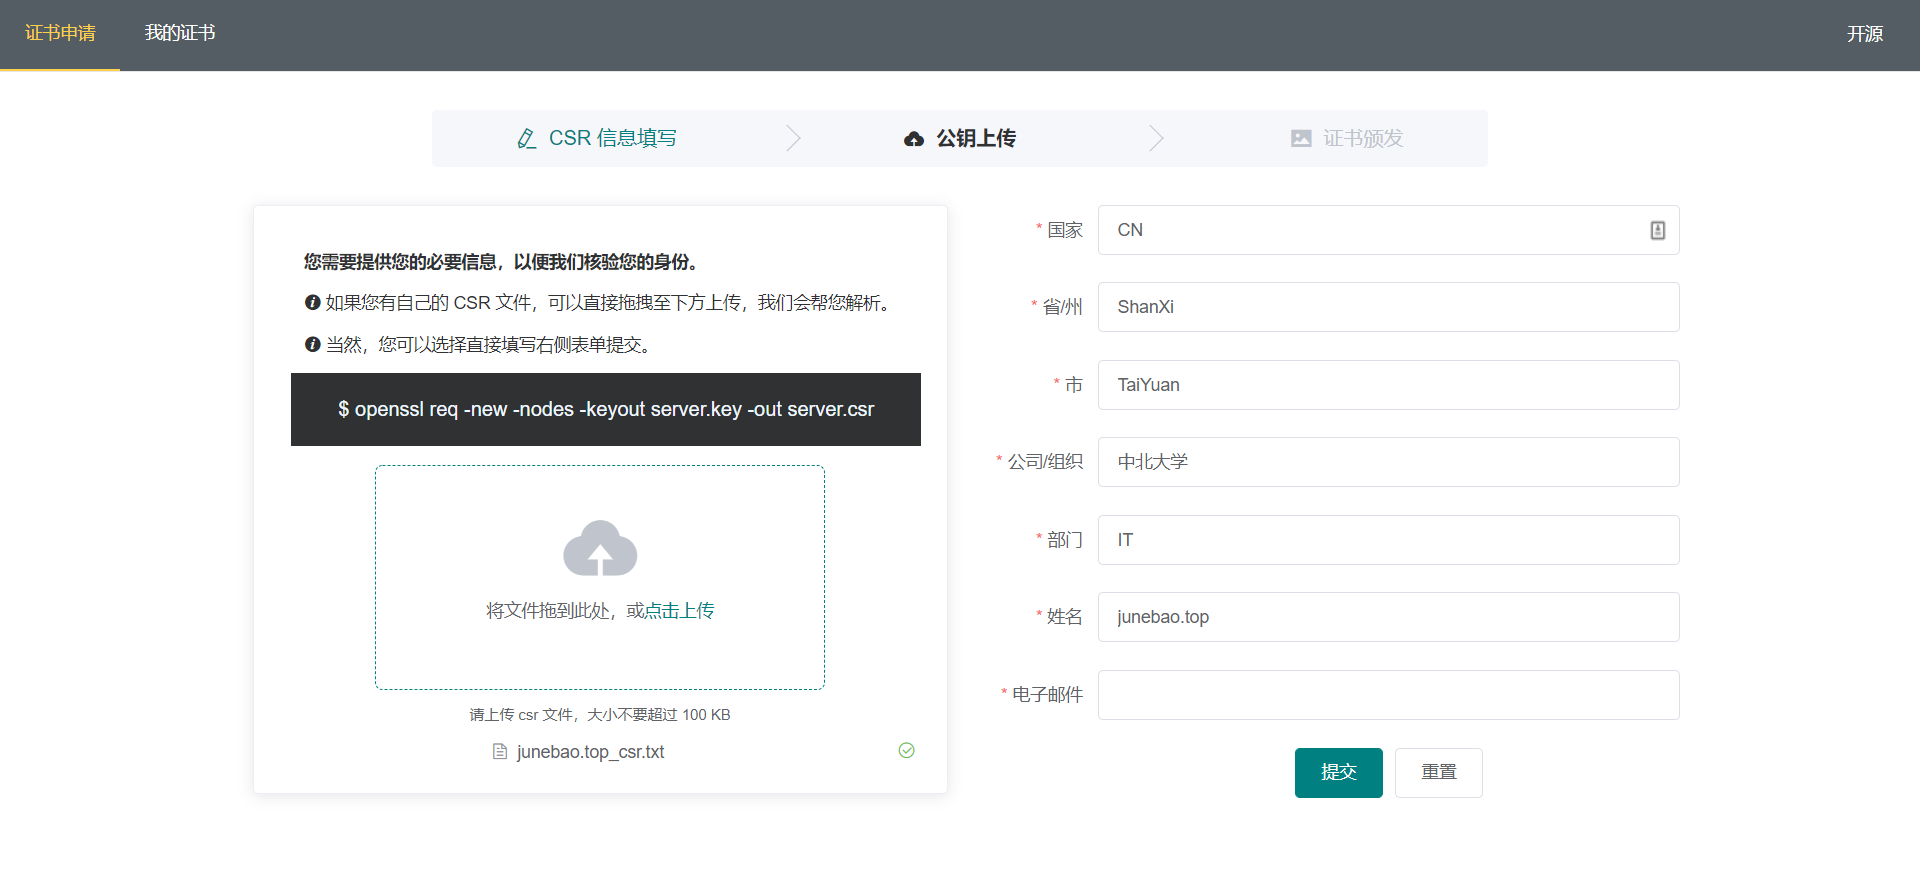 证书申请
我的证书
开源
CSR 信息填写
公钥上传
证书颁发
您需要提供您的必要信息，以便我们核验您的身份。
如果您有自己的 CSR 文件，可以直接拖拽至下方上传，我们会帮您解析。
当然，您可以选择直接填写右侧表单提交。
$ openssl req -new -nodes -keyout server.key -out server.csr
将文件拖到此处，或点击上传
请上传 csr 文件，大小不要超过 100 KB
junebao.top_csr.txt
* 国家 CN
* 省/州 ShanXi
* 市 TaiYuan
* 公司/组织 中北大学
* 部门 IT
* 姓名 junebao.top
* 电子邮件
提交
重置